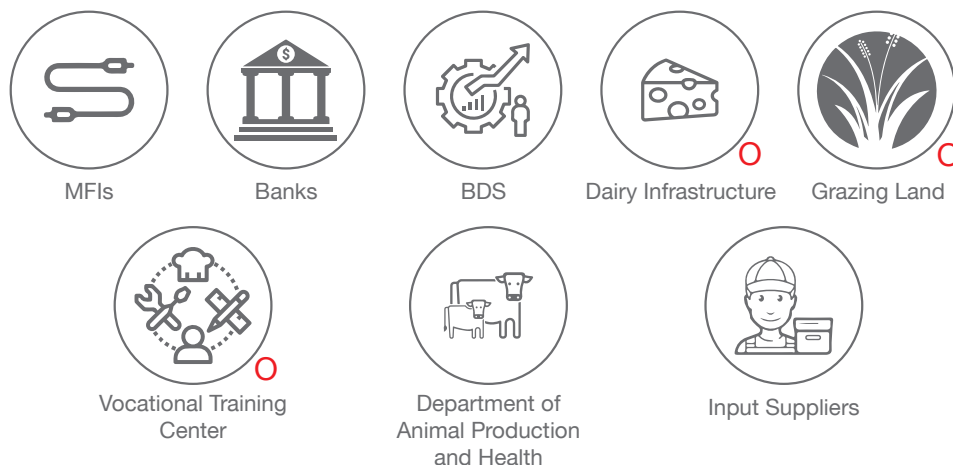 $
MFIs
Banks
BDS
Dairy Infrastructure
Grazing Land
O
O
O
Vocational Training
Center
Department of
Animal Production
and Health
Input Suppliers